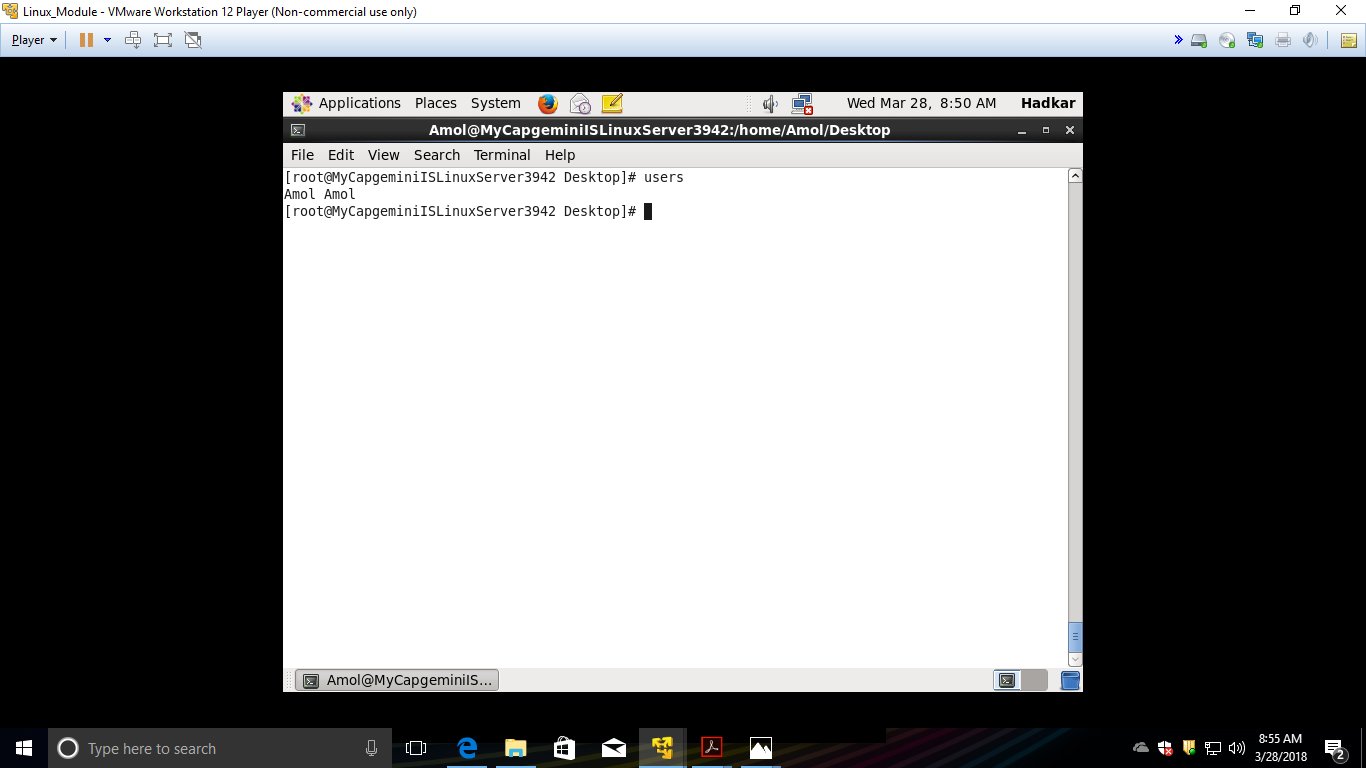 Linux_Module - VMware Workstation 12 Player (Non-commercial use only)
Player
Applications Places System Wed Mar 28, 8:50 AM Hadkar
Amol@MyCapgeminiISLinuxServer3942:/home/Amol/Desktop
File Edit View Search Terminal Help
[root@MyCapgeminiISLinuxServer3942 Desktop]# users
Amol Amol
[root@MyCapgeminiISLinuxServer3942 Desktop]#
Amol@MyCapgeminiIS...
Type here to search
8:55 AM
3/28/2018
2